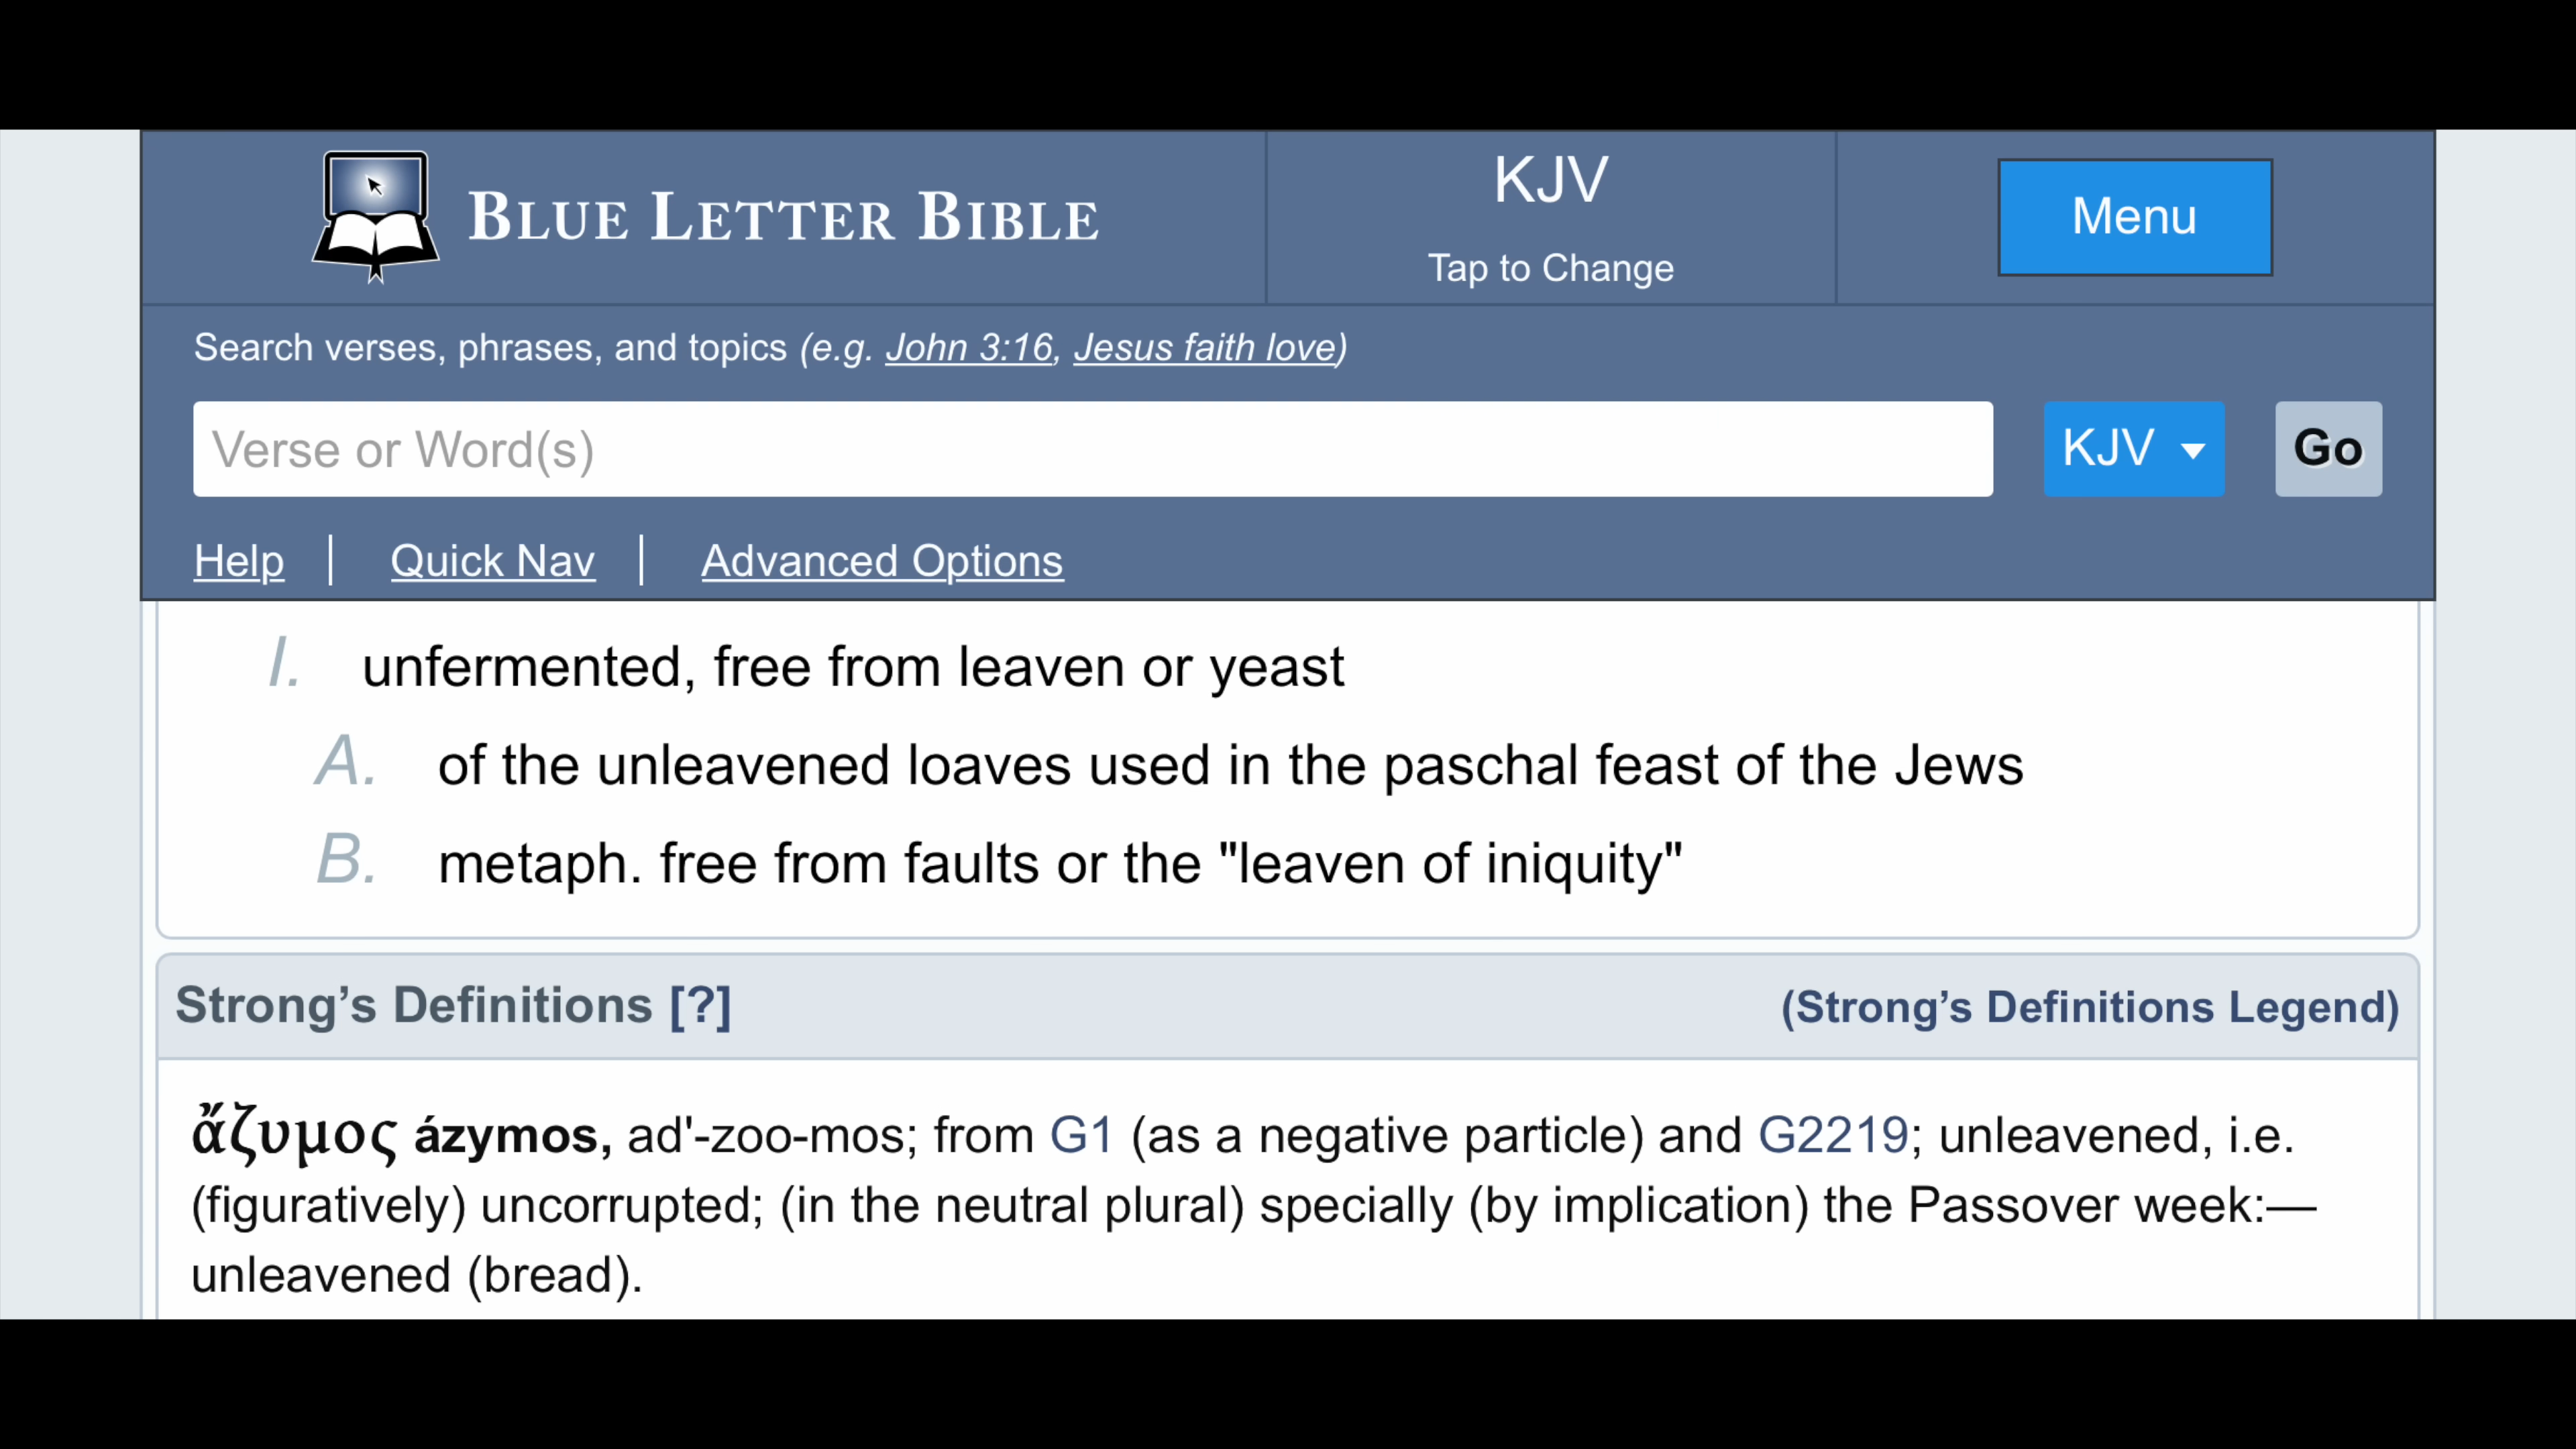 BLUE LETTER BIBLE
KJV
Tap to Change
Menu
Search verses, phrases, and topics (e.g. John 3:16, Jesus faith love)
Verse or Word(s)
KJV
Go
Help
Quick Nav
Advanced Options
I. unfermented, free from leaven or yeast
A. of the unleavened loaves used in the paschal feast of the Jews
B. metaph. free from faults or the "leaven of iniquity"
Strong’s Definitions [?]
(Strong’s Definitions Legend)
ἄζυμος ázymos, ad'-zoo-mos; from G1 (as a negative particle) and G2219; unleavened, i.e.
(figuratively) uncorrupted; (in the neutral plural) specially (by implication) the Passover week:—
unleavened (bread).